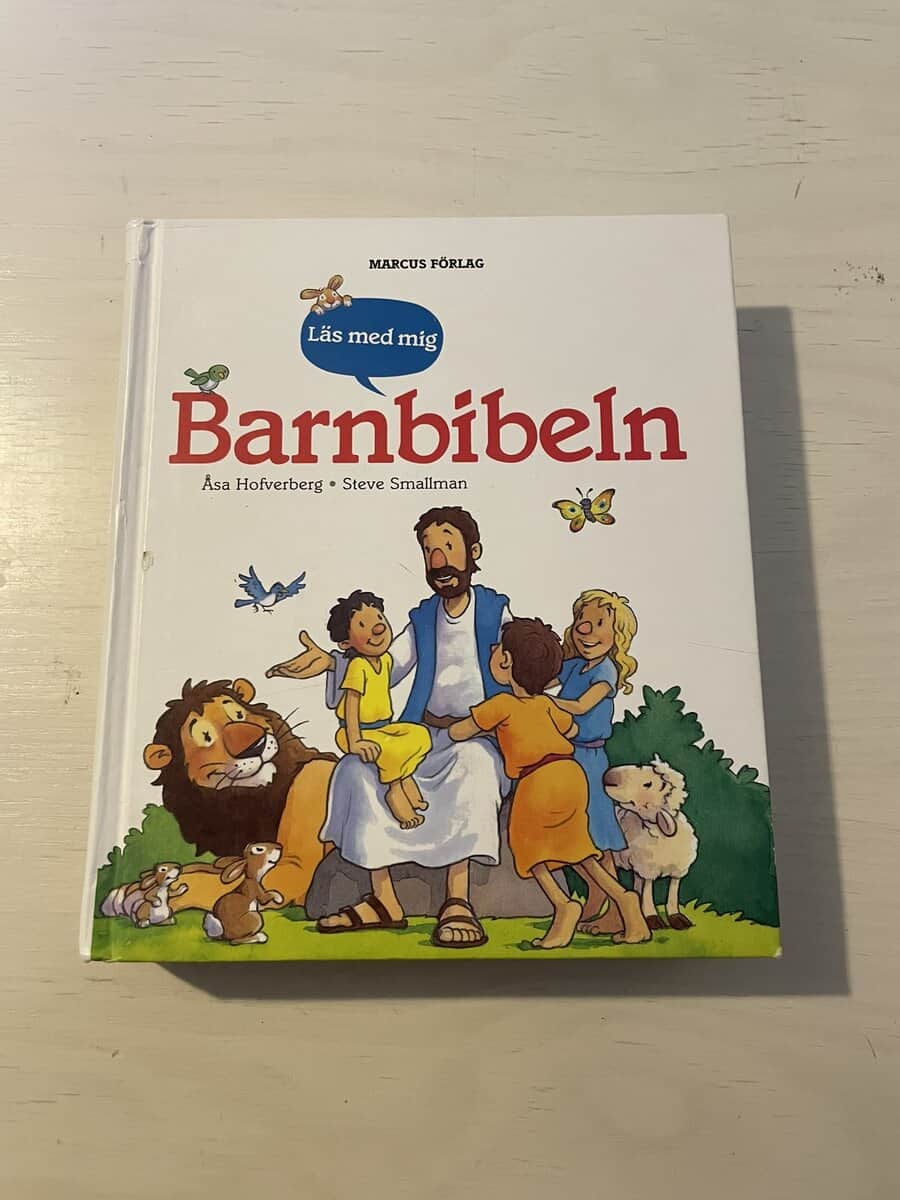 MARCUS FÖRLAG
Läs med mig
Barnbibeln
Åsa Hofverberg • Steve Smallman